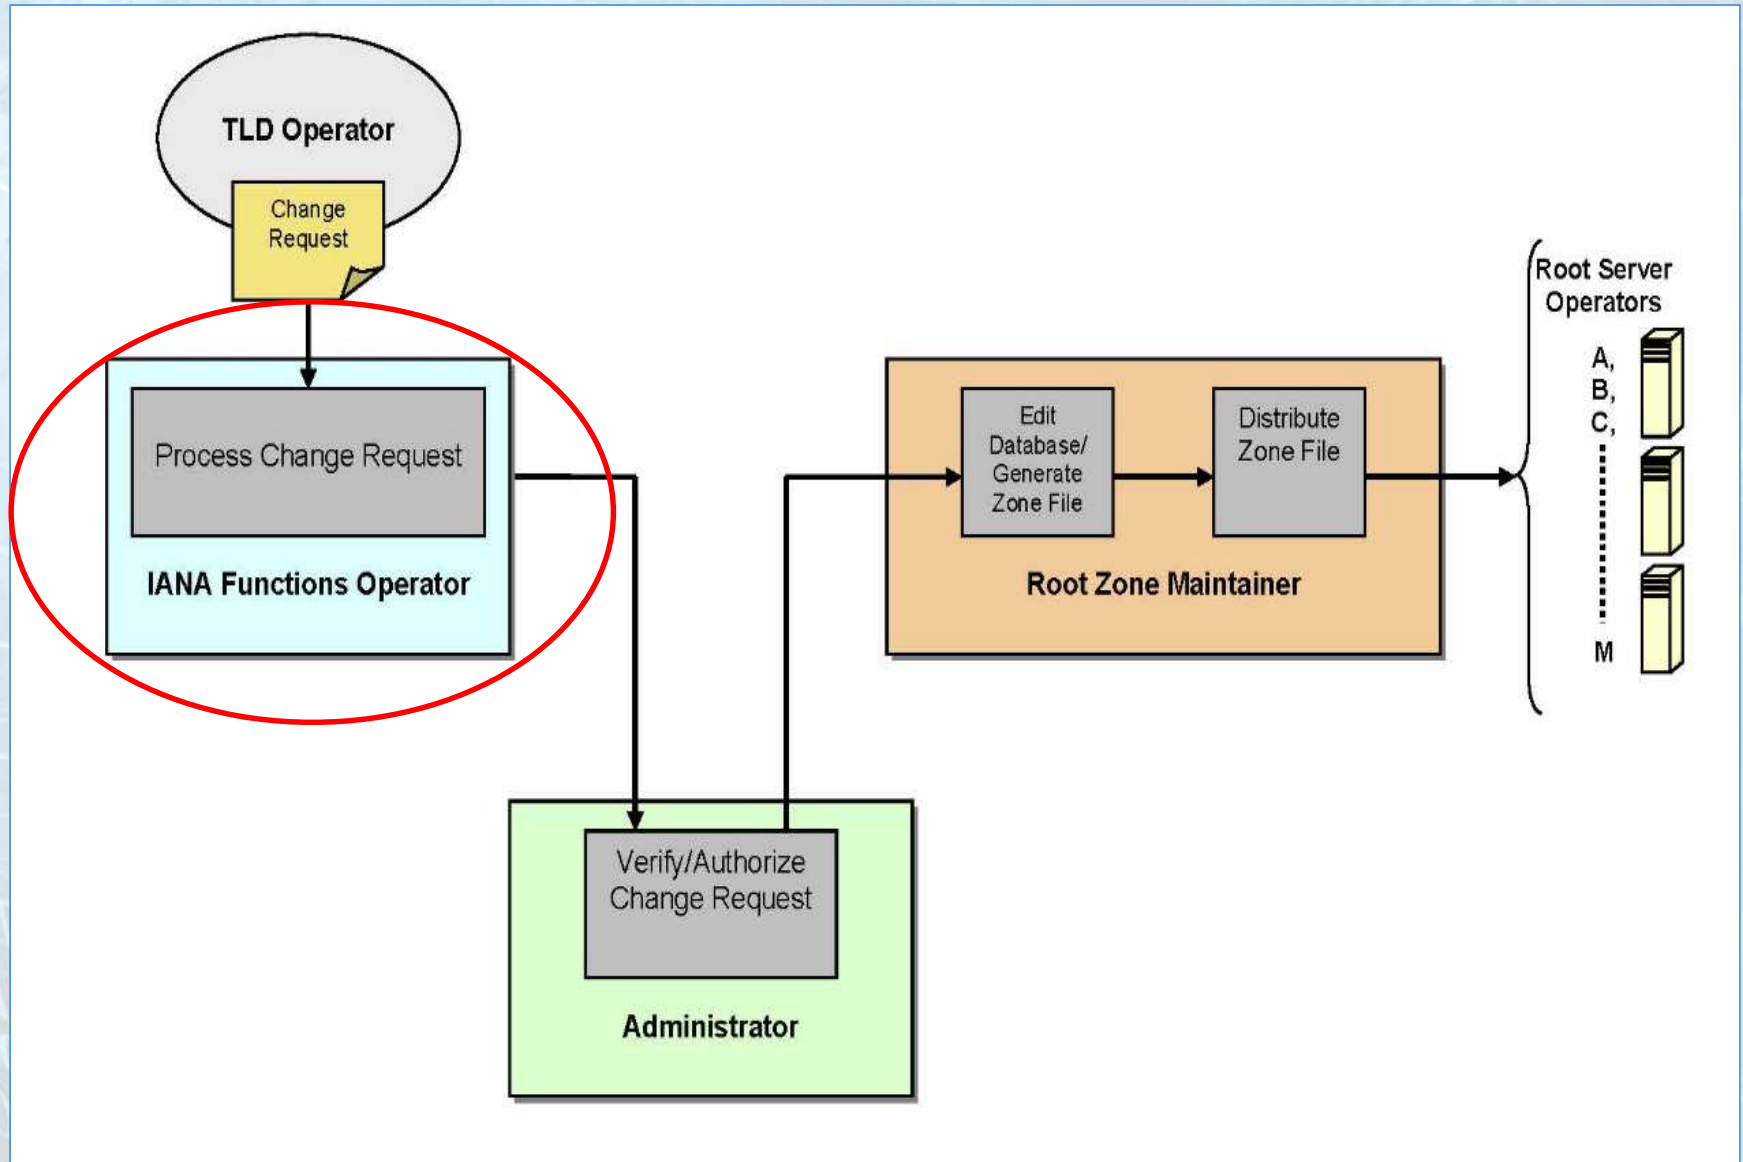 TLD Operator
Change
Request
Process Change Request
IANA Functions Operator
Verify/Authorize
Change Request
Administrator
Edit
Database/
Generate
Zone File
Distribute
Zone File
Root Zone Maintainer
Root Server
Operators
A,
B,
C,
M